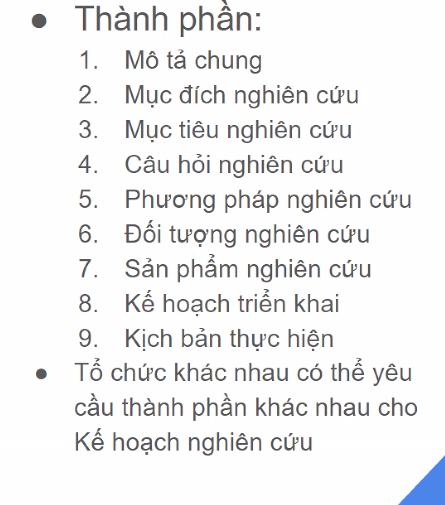 ● Thành phần:
1. Mô tả chung
2. Mục đích nghiên cứu
3. Mục tiêu nghiên cứu
4. Câu hỏi nghiên cứu
5. Phương pháp nghiên cứu
6. Đối tượng nghiên cứu
7. Sản phẩm nghiên cứu
8. Kế hoạch triển khai
9. Kịch bản thực hiện
● Tổ chức khác nhau có thể yêu
cầu thành phần khác nhau cho
Kế hoạch nghiên cứu